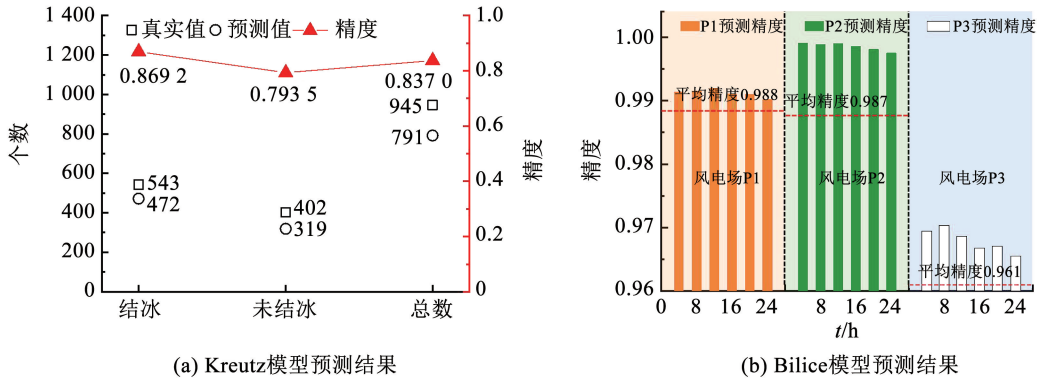 1 400
1 200
1 000
800
600
400
200
0
个数
真实值 预测值 精度
0.869 2
0.793 5
0.837 0
945
791
543
472
402
319
1.0
0.8
0.6
0.4
0.2
0
精度
结冰 未结冰 总数
(a) Kreutz模型预测结果
P1预测精度 P2预测精度 P3预测精度
1.00
0.99
0.98
0.97
0.96
精度
平均精度0.988
平均精度0.987
平均精度0.961
风电场P1 风电场P2 风电场P3
0 8 16 24 8 16 24 8 16 24
t/h
(b) Bilice模型预测结果